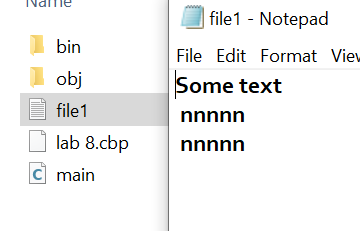 Name
bin
obj
file1
lab 8.cbp
main
file1 - Notepad
File Edit Format View
Some text
nnnnn
nnnnn